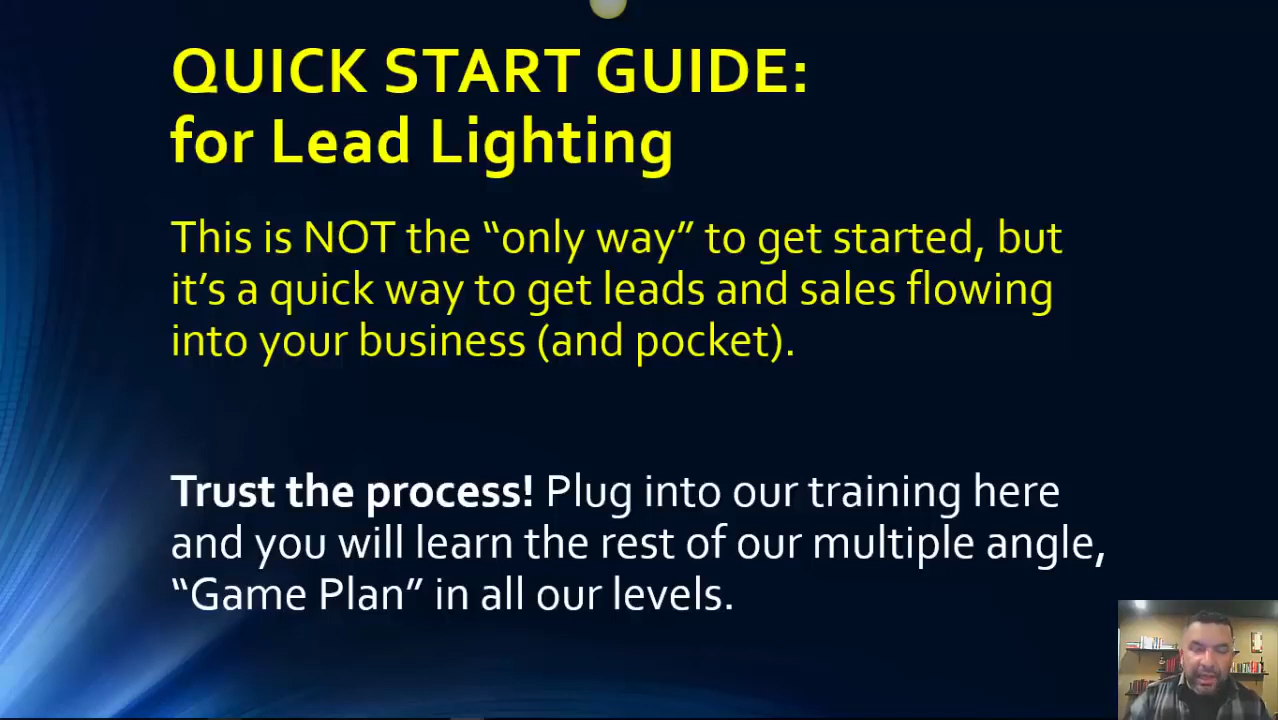 QUICK START GUIDE:
for Lead Lighting
This is NOT the “only way” to get started, but
it’s a quick way to get leads and sales flowing
into your business (and pocket).
Trust the process! Plug into our training here
and you will learn the rest of our multiple angle,
“Game Plan” in all our levels.